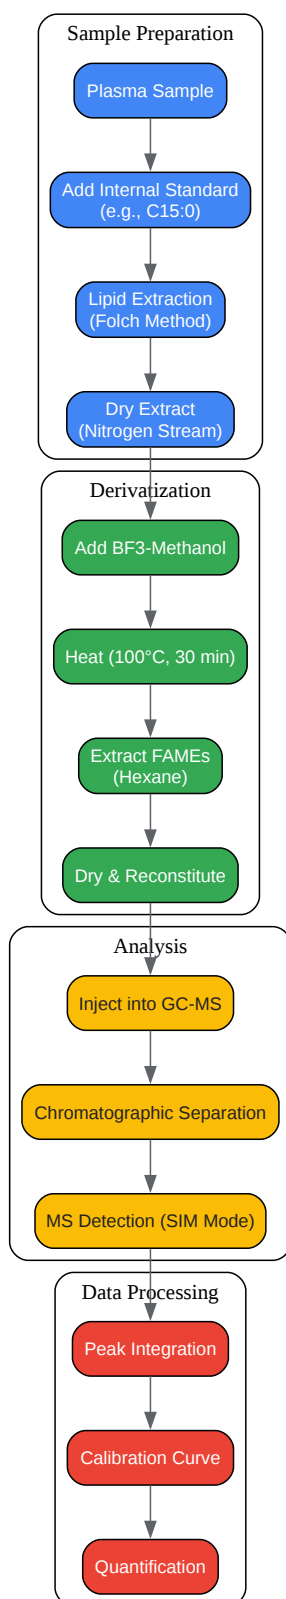 Sample Preparation
Plasma Sample
Add Internal Standard
(e.g., C15:0)
Lipid Extraction
(Folch Method)
Dry Extract
(Nitrogen Stream)
Derivatization
Add BF3-Methanol
Heat (100°C, 30 min)
Extract FAMEs
(Hexane)
Dry & Reconstitute
Analysis
Inject into GC-MS
Chromatographic Separation
MS Detection (SIM Mode)
Data Processing
Peak Integration
Calibration Curve
Quantification